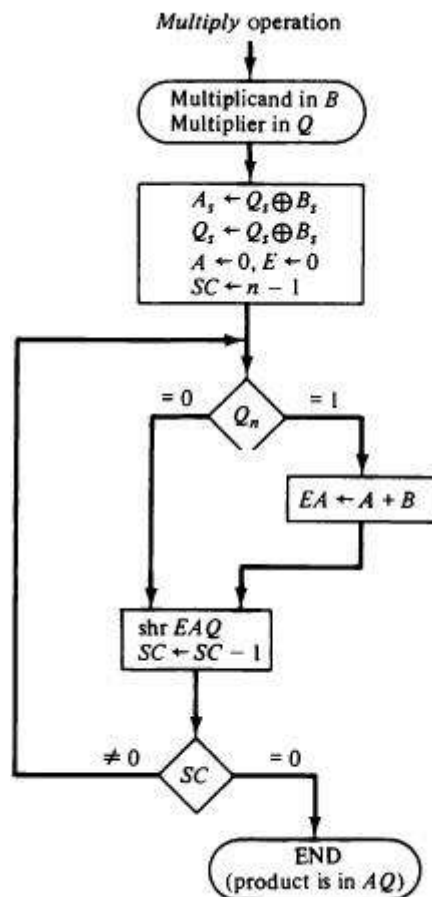 Multiply operation
Multiplicand in B
Multiplier in Q
A_s ← Q_s ⊕ B_s
Q_s ← Q_s ⊕ B_s
A ← 0, E ← 0
SC ← n − 1
= 0
= 1
Q_n
EA ← A + B
shr EAQ
SC ← SC − 1
≠ 0
= 0
SC
END
(product is in AQ)